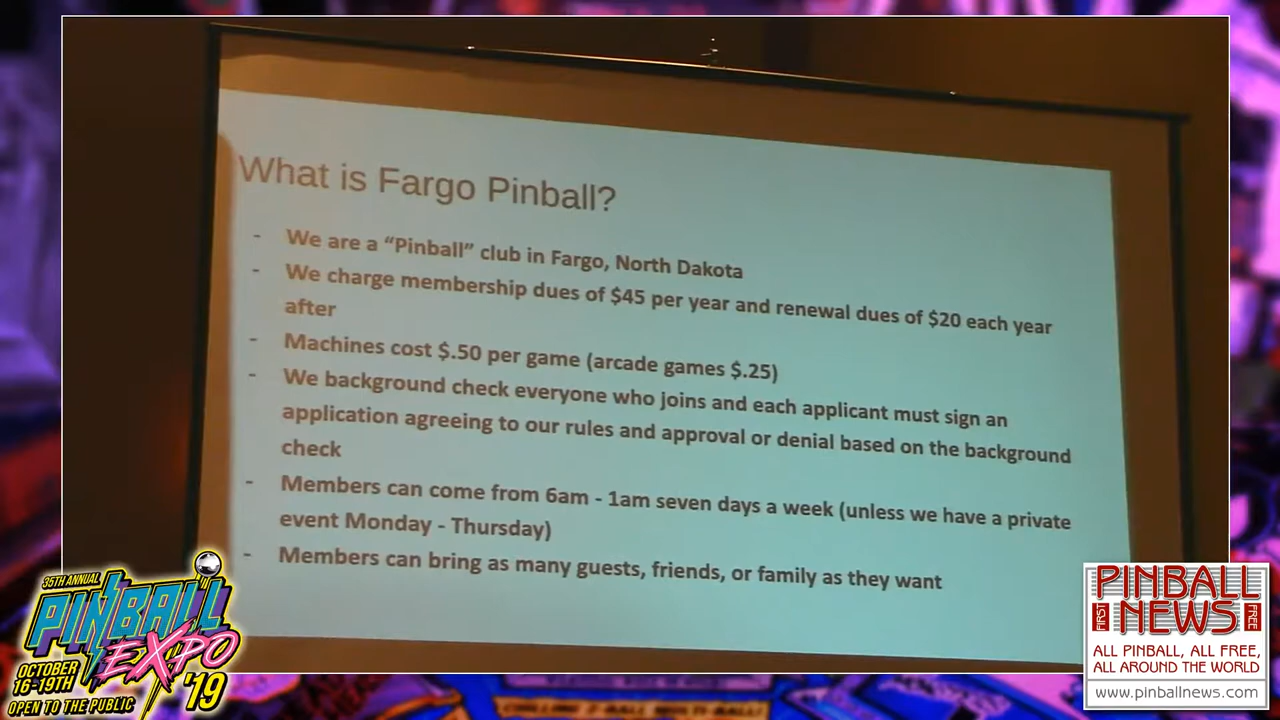 What is Fargo Pinball?
- We are a “Pinball” club in Fargo, North Dakota
- We charge membership dues of $45 per year and renewal dues of $20 each year
after
- Machines cost $.50 per game (arcade games $.25)
- We background check everyone who joins and each applicant must sign an
application agreeing to our rules and approval or denial based on the background
check
- Members can come from 6am - 1am seven days a week (unless we have a private
event Monday - Thursday)
- Members can bring as many guests, friends, or family as they want
35TH ANNUAL
PINBALL
EXPO
OCTOBER
16-19TH
'19
OPEN TO THE PUBLIC
PINBALL
FIRST
NEWS
FREE
ALL PINBALL, ALL FREE,
ALL AROUND THE WORLD
www.pinballnews.com